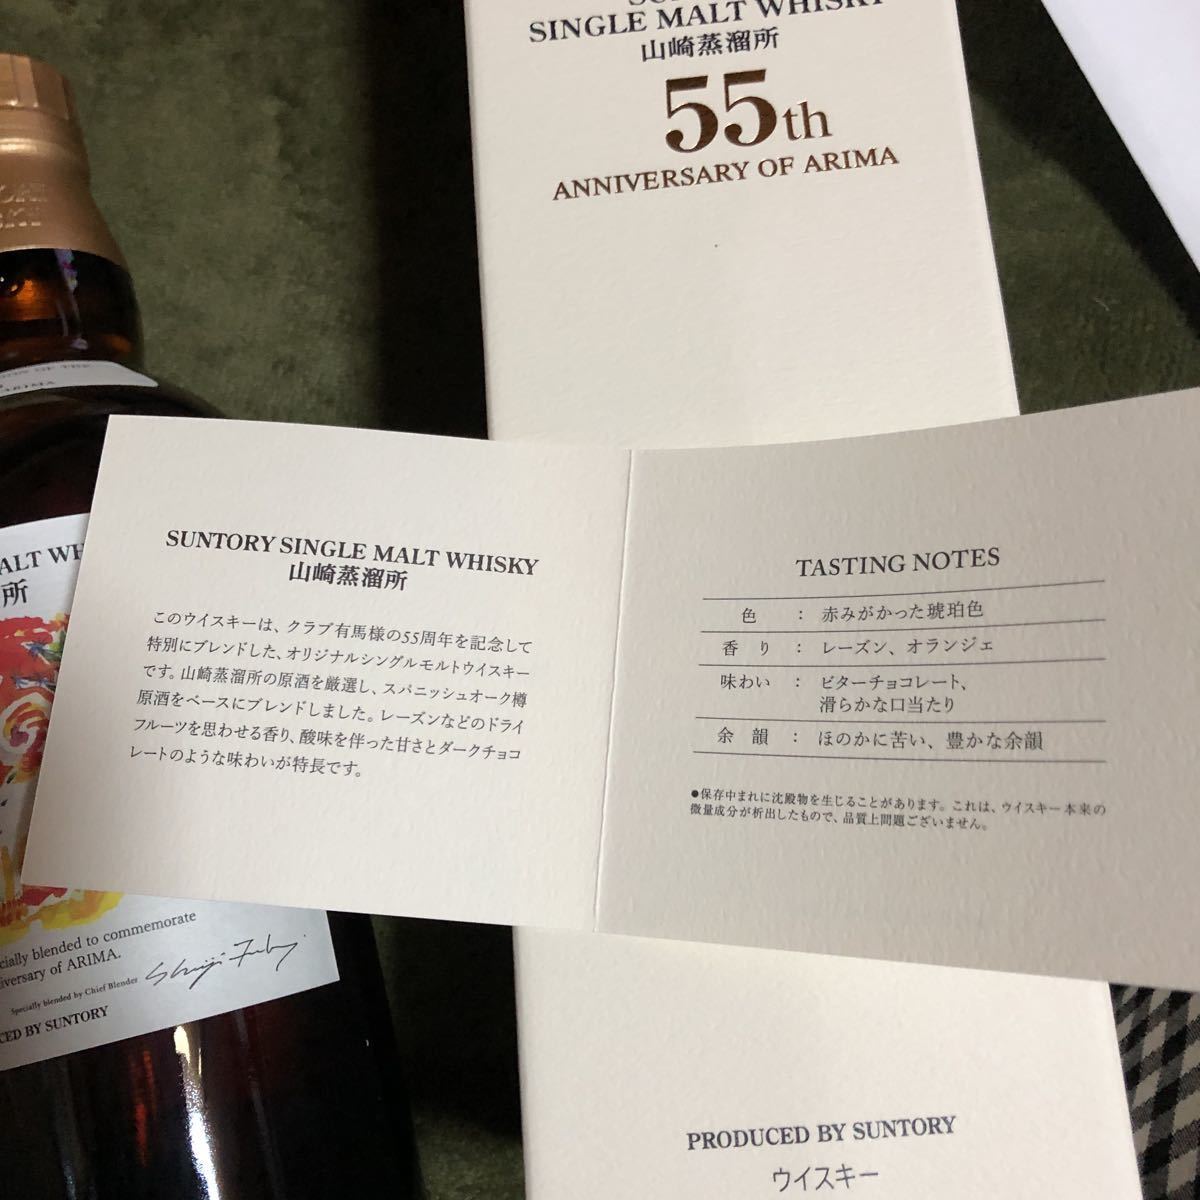 SINGLE MALT WHISKY
山崎蒸溜所
55th
ANNIVERSARY OF ARIMA
SUNTORY SINGLE MALT WHISKY
山崎蒸溜所
このウイスキーは、クラブ有馬様の55周年を記念して
特別にブレンドした、オリジナルシングルモルトウイスキー
です。山崎蒸溜所の原酒を厳選し、スパニッシュオーク樽
原酒をベースにブレンドしました。レーズンなどのドライ
フルーツを思わせる香り、酸味を伴った甘さとダークチョコ
レートのような味わいが特長です。
TASTING NOTES
色 : 赤みがかった琥珀色
香り : レーズン、オランジェ
味わい : ビターチョコレート、
滑らかな口当たり
余韻 : ほのかに苦い、豊かな余韻
●保存中まれに沈殿物を生じることがあります。これは、ウイスキー本来の
微量成分が析出したもので、品質上問題ございません。
ARIMA
MALT WH
所
cially blended to commemorate
niversary of ARIMA.
Specially blended by Chief Blender
CED BY SUNTORY
PRODUCED BY SUNTORY
ウイスキー